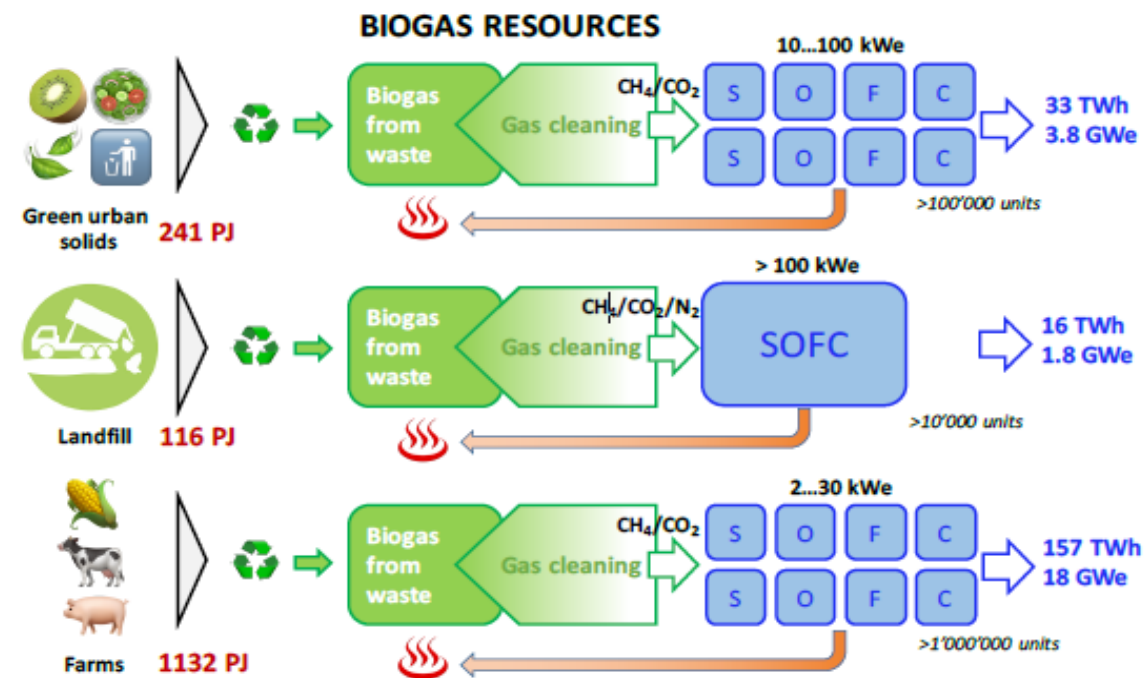 BIOGAS RESOURCES
10...100 kWe
Biogas
from
waste
Gas cleaning
CH₄/CO₂
S O F C
S O F C
33 TWh
3.8 GWe
>100'000 units
Green urban
solids
241 PJ
> 100 kWe
Biogas
from
waste
Gas cleaning
CH₄/CO₂/N₂
SOFC
16 TWh
1.8 GWe
>10'000 units
Landfill
116 PJ
2...30 kWe
Biogas
from
waste
Gas cleaning
CH₄/CO₂
S O F C
S O F C
157 TWh
18 GWe
>1'000'000 units
Farms
1132 PJ